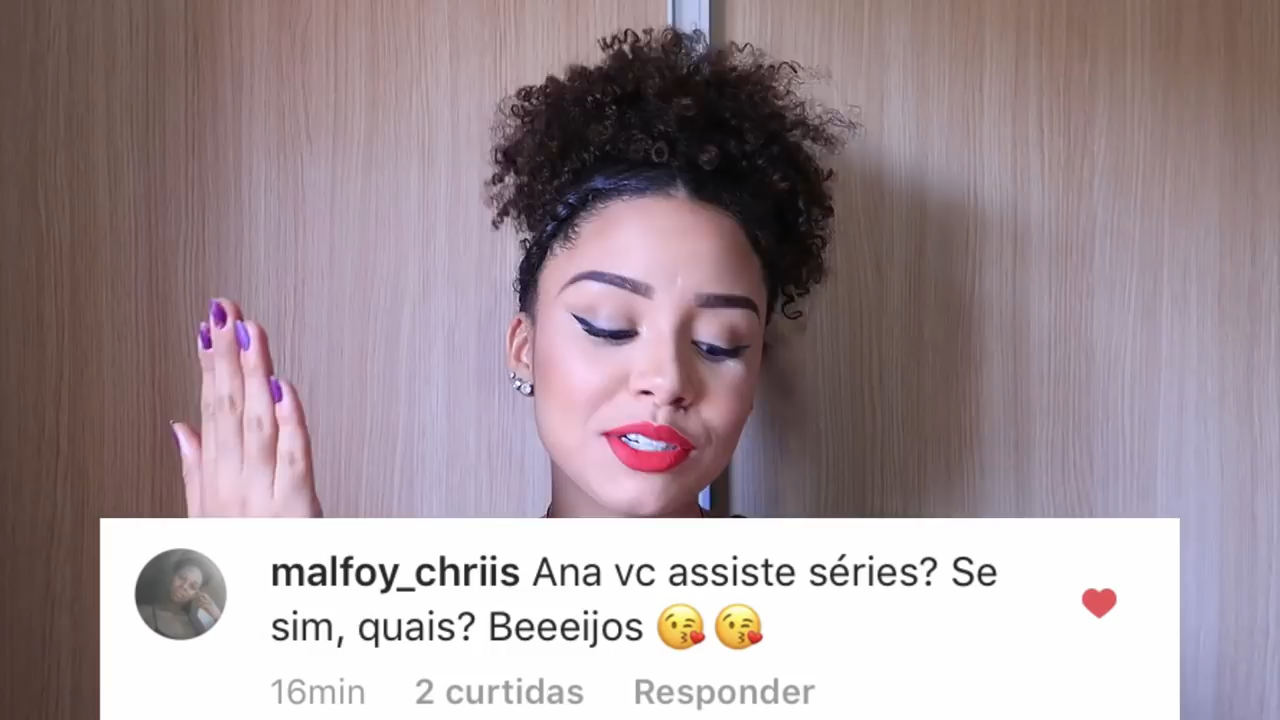 malfoy_chriis Ana vc assiste séries? Se
sim, quais? Beeeijos 😘😘
16min 2 curtidas Responder